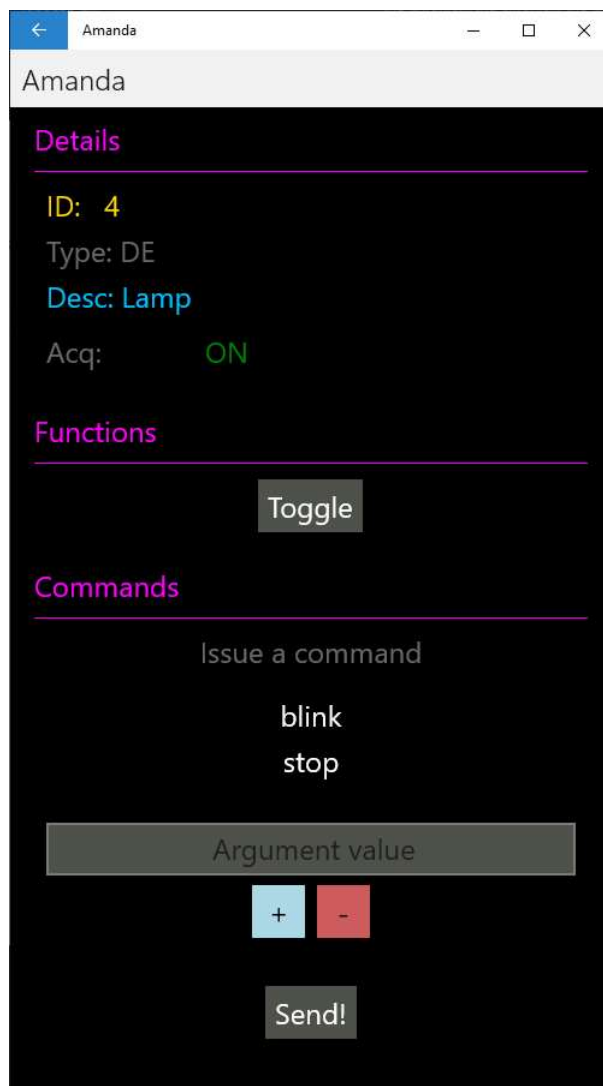 Amanda
Amanda
Details
ID: 4
Type: DE
Desc: Lamp
Acq: ON
Functions
Toggle
Commands
Issue a command
blink
stop
Argument value
+ -
Send!